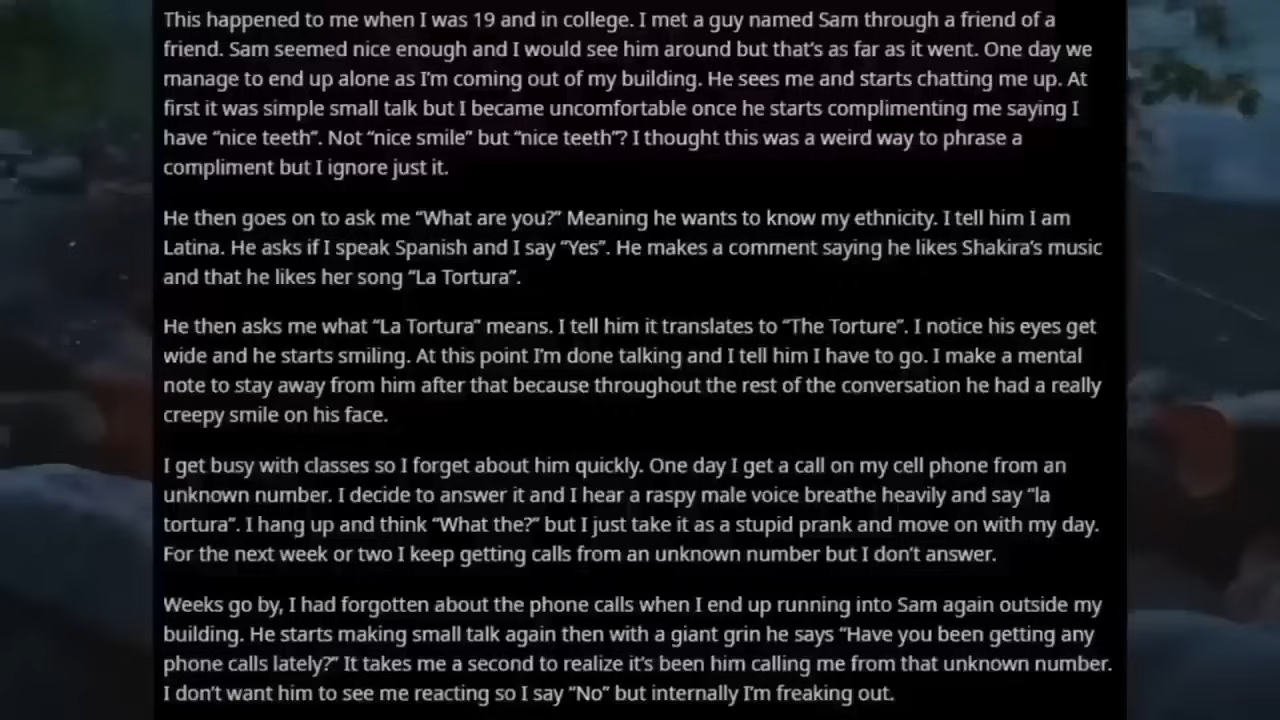 This happened to me when I was 19 and in college. I met a guy named Sam through a friend of a
friend. Sam seemed nice enough and I would see him around but that's as far as it went. One day we
manage to end up alone as I'm coming out of my building. He sees me and starts chatting me up. At
first it was simple small talk but I became uncomfortable once he starts complimenting me saying I
have “nice teeth”. Not “nice smile” but “nice teeth”? I thought this was a weird way to phrase a
compliment but I ignore just it.
He then goes on to ask me “What are you?” Meaning he wants to know my ethnicity. I tell him I am
Latina. He asks if I speak Spanish and I say “Yes”. He makes a comment saying he likes Shakira's music
and that he likes her song “La Tortura”.
He then asks me what “La Tortura” means. I tell him it translates to “The Torture”. I notice his eyes get
wide and he starts smiling. At this point I'm done talking and I tell him I have to go. I make a mental
note to stay away from him after that because throughout the rest of the conversation he had a really
creepy smile on his face.
I get busy with classes so I forget about him quickly. One day I get a call on my cell phone from an
unknown number. I decide to answer it and I hear a raspy male voice breathe heavily and say “la
tortura”. I hang up and think “What the?” but I just take it as a stupid prank and move on with my day.
For the next week or two I keep getting calls from an unknown number but I don't answer.
Weeks go by, I had forgotten about the phone calls when I end up running into Sam again outside my
building. He starts making small talk again then with a giant grin he says “Have you been getting any
phone calls lately?” It takes me a second to realize it's been him calling me from that unknown number.
I don't want him to see me reacting so I say “No” but internally I'm freaking out.